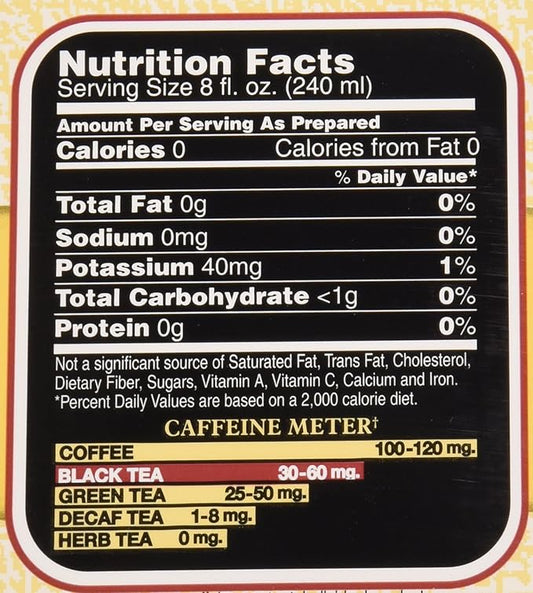 Nutrition Facts
Serving Size 8 fl. oz. (240 ml)
Amount Per Serving As Prepared
Calories 0 Calories from Fat 0
% Daily Value*
Total Fat 0g 0%
Sodium 0mg 0%
Potassium 40mg 1%
Total Carbohydrate <1g 0%
Protein 0g 0%
Not a significant source of Saturated Fat, Trans Fat, Cholesterol,
Dietary Fiber, Sugars, Vitamin A, Vitamin C, Calcium and Iron.
*Percent Daily Values are based on a 2,000 calorie diet.
CAFFEINE METER†
COFFEE 100-120 mg.
BLACK TEA 30-60 mg.
GREEN TEA 25-50 mg.
DECAF TEA 1-8 mg.
HERB TEA 0 mg.